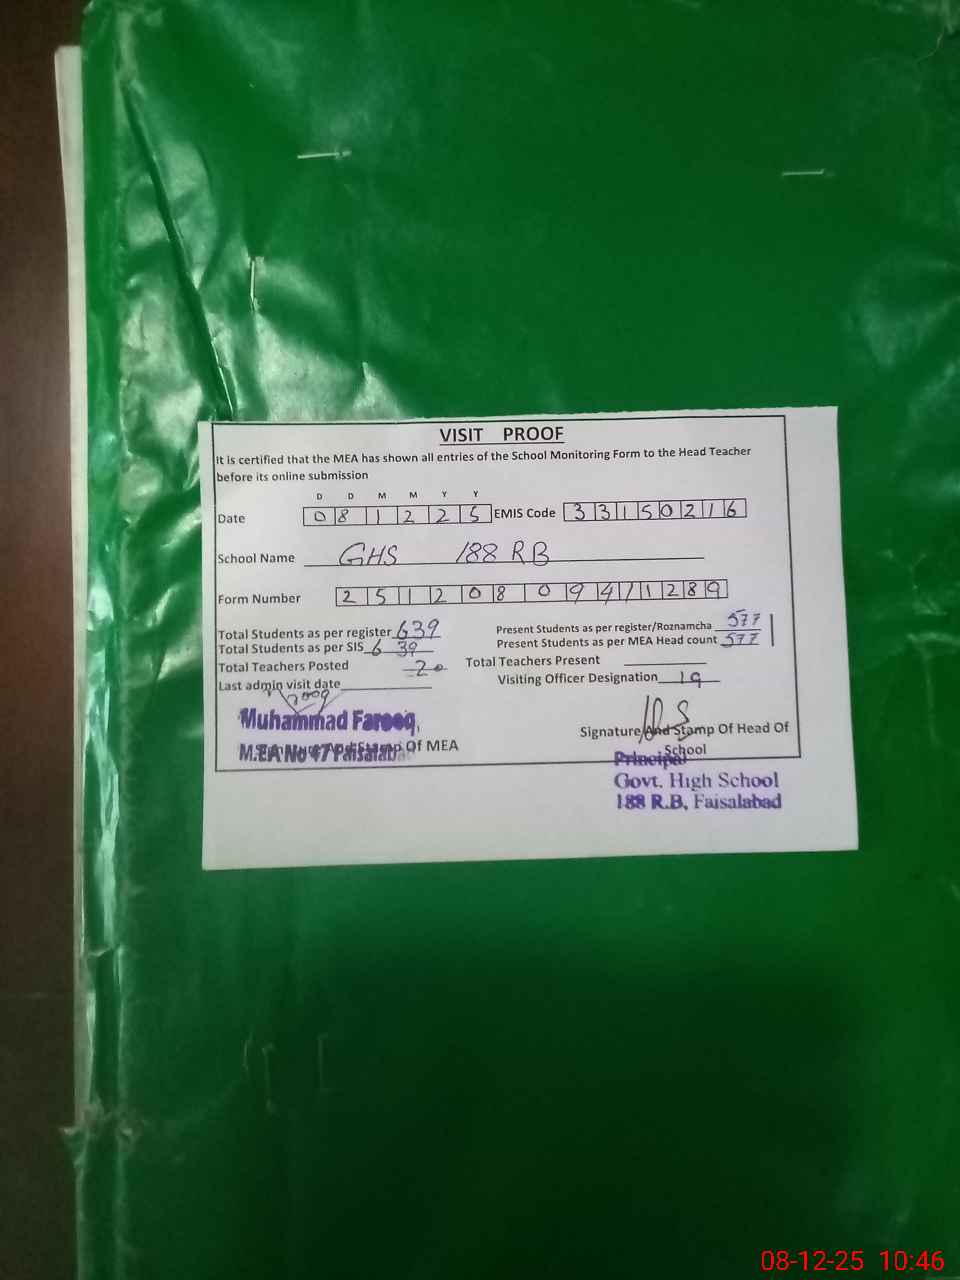 VISIT PROOF
It is certified that the MEA has shown all entries of the School Monitoring Form to the Head Teacher
before its online submission
D D M M Y Y
Date 0 8 1 2 2 5 EMIS Code 3 3 1 5 0 2 1 6
School Name GHS 188 RB
Form Number 2 5 1 2 0 8 0 9 4 1 1 2 8 9
Total Students as per register 639 Present Students as per register/Roznamcha 577
Total Students as per SIS 6 39 Present Students as per MEA Head count 577
Total Teachers Posted 20 Total Teachers Present
Last admin visit date Visiting Officer Designation 19
Muhammad Farooq,
Signature And Stamp Of Head Of
School
M.E.A No 47 Faisalabad
Signature And Stamp Of MEA
Principal
Govt. High School
188 R.B, Faisalabad
08-12-25 10:46